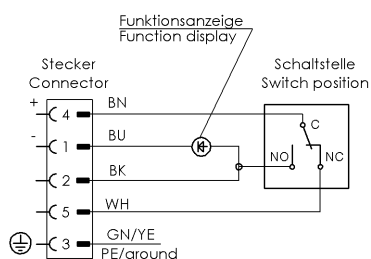 Funktionsanzeige
Function display
Stecker
Connector
Schaltstelle
Switch position
+ 4 BN
- 1 BU
2 BK
5 WH
3 GN/YE
PE/ground
C
NO
NC